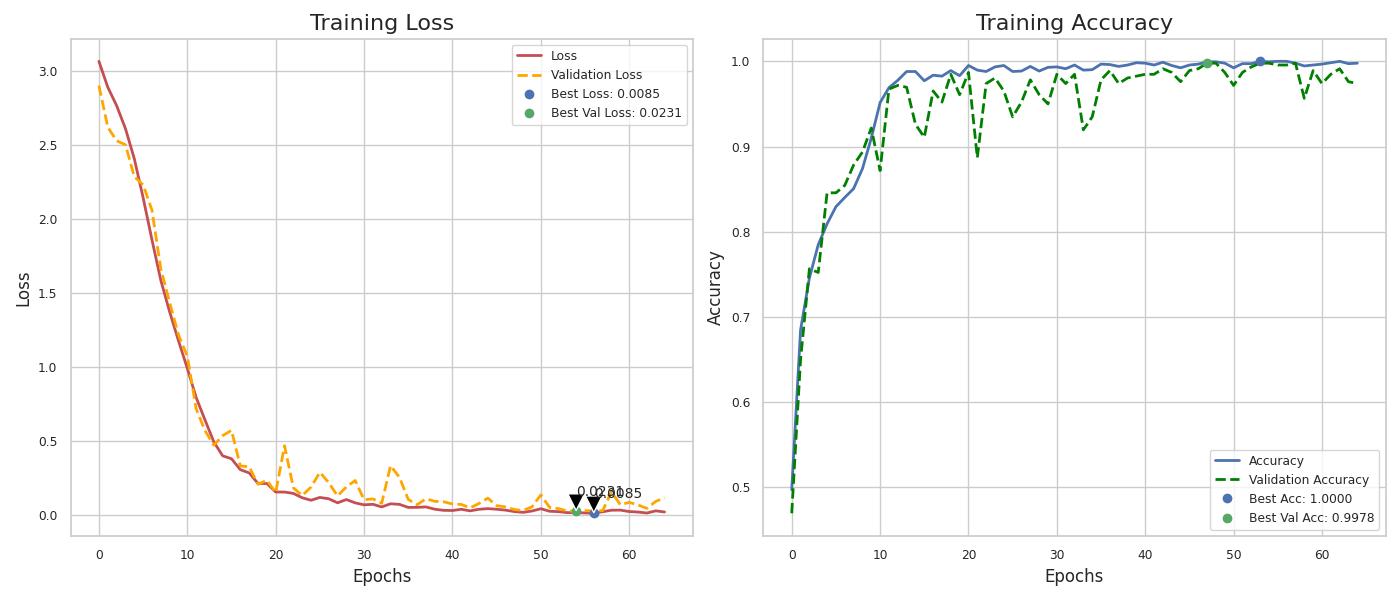 Training Loss
Loss
Validation Loss
Best Loss: 0.0085
Best Val Loss: 0.0231
3.0
2.5
2.0
1.5
1.0
0.5
0.0
0.0231
0.0085
0
10
20
30
40
50
60
Loss
Epochs
Training Accuracy
1.0
0.9
0.8
0.7
0.6
0.5
Accuracy
Validation Accuracy
Best Acc: 1.0000
Best Val Acc: 0.9978
0
10
20
30
40
50
60
Accuracy
Epochs